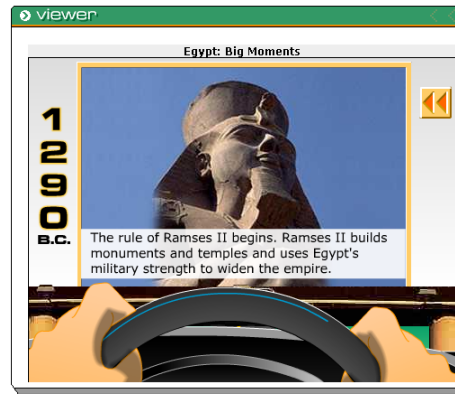 viewer
Egypt: Big Moments
1
2
9
0
B.C.
The rule of Ramses II begins. Ramses II builds
monuments and temples and uses Egypt's
military strength to widen the empire.